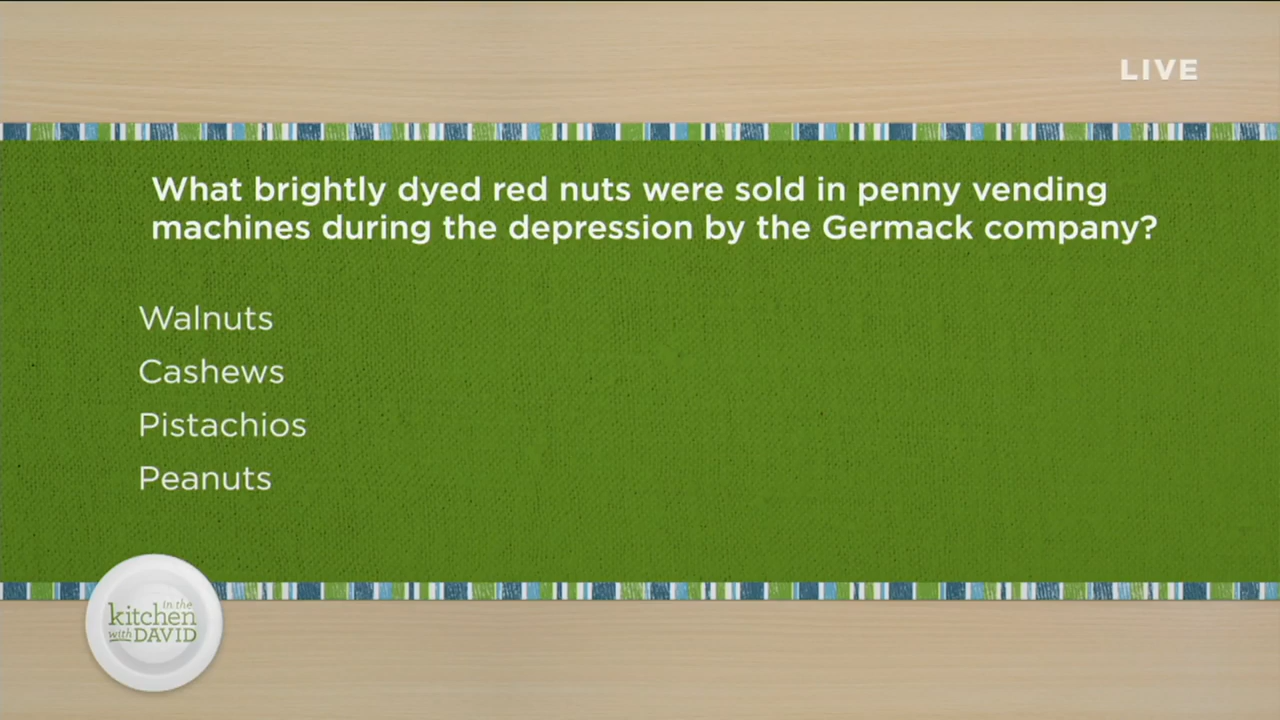 LIVE
What brightly dyed red nuts were sold in penny vending
machines during the depression by the Germack company?
Walnuts
Cashews
Pistachios
Peanuts
in the
kitchen
with DAVID